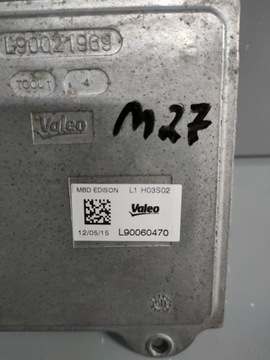 L90021969
TOOL 1
4
Valeo
M27
MBD EDISON L1 H03S02
Valeo
12/05/15 L90060470